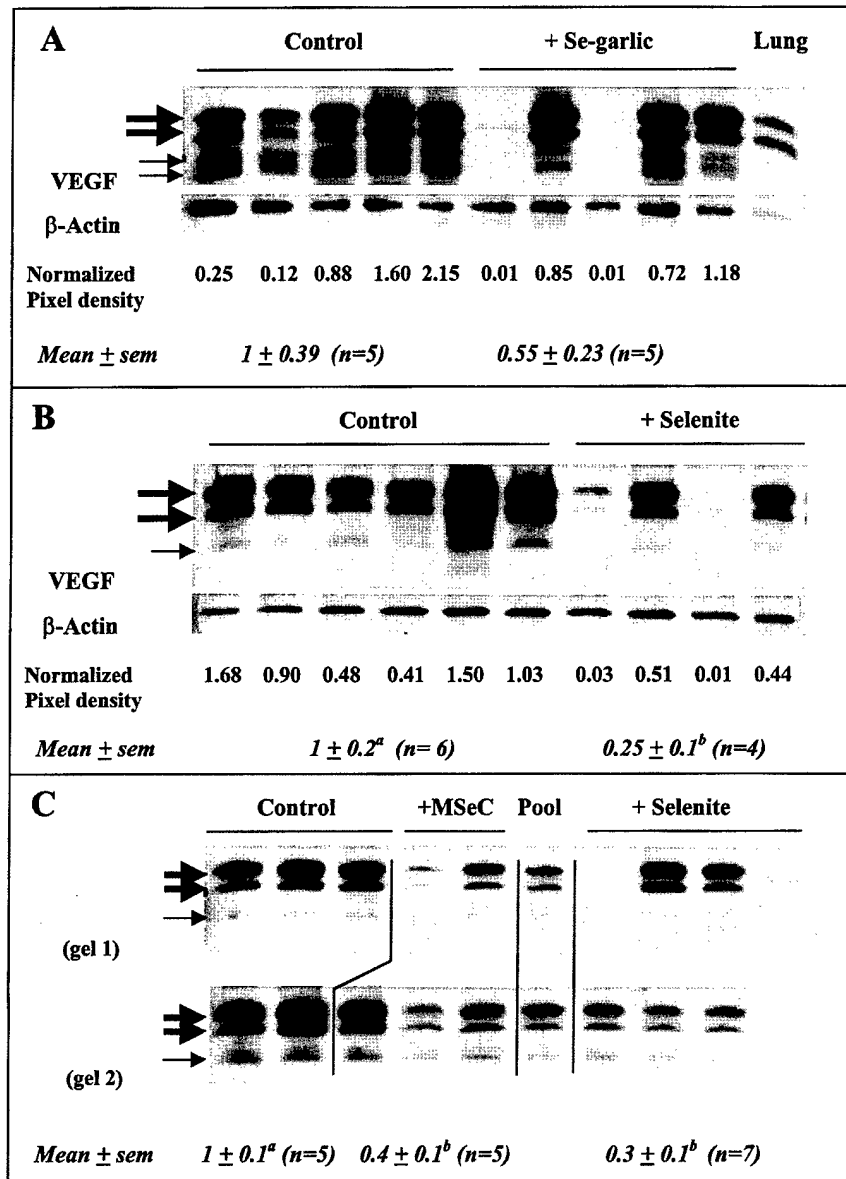 A
Control + Se-garlic Lung
VEGF
β-Actin
Normalized 0.25 0.12 0.88 1.60 2.15 0.01 0.85 0.01 0.72 1.18
Pixel density
Mean ± sem 1 ± 0.39 (n=5) 0.55 ± 0.23 (n=5)
B
Control + Selenite
VEGF
β-Actin
Normalized 1.68 0.90 0.48 0.41 1.50 1.03 0.03 0.51 0.01 0.44
Pixel density
Mean ± sem 1 ± 0.2ᵃ (n= 6) 0.25 ± 0.1ᵇ (n=4)
C
Control +MSeC Pool + Selenite
(gel 1)
(gel 2)
Mean ± sem 1 ± 0.1ᵃ (n=5) 0.4 ± 0.1ᵇ (n=5) 0.3 ± 0.1ᵇ (n=7)